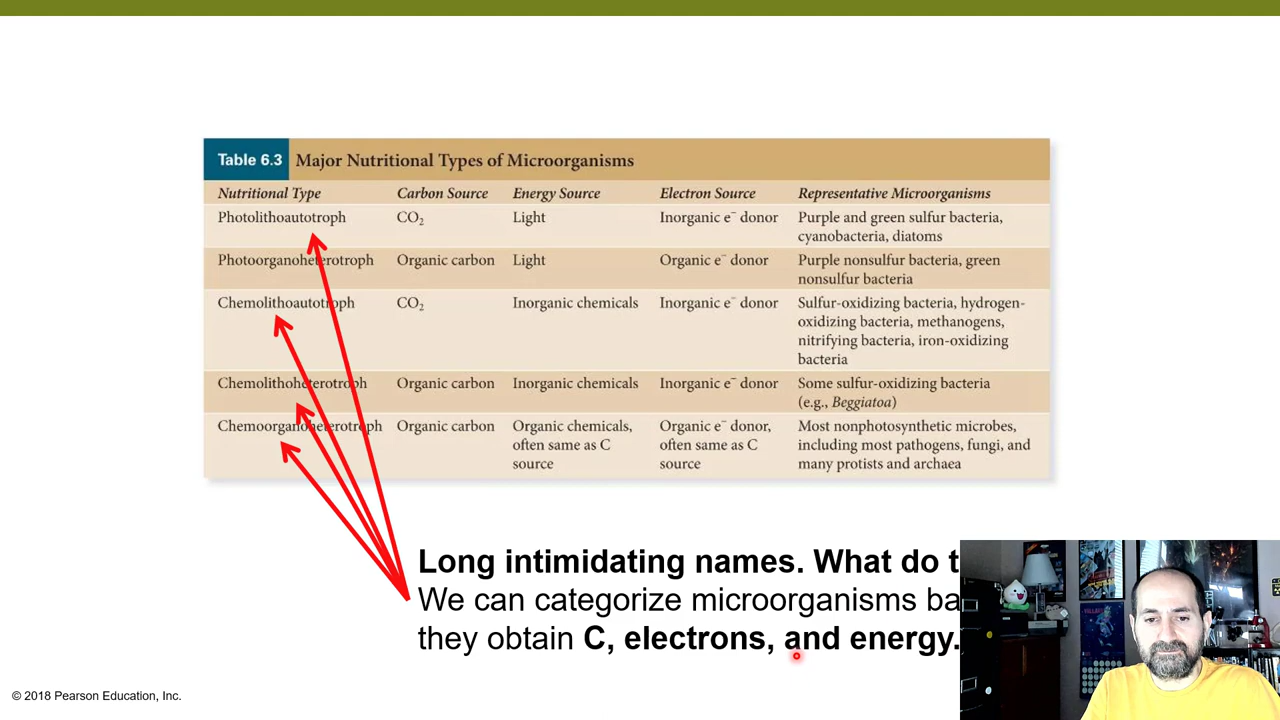 Table 6.3 Major Nutritional Types of Microorganisms
Nutritional Type Carbon Source Energy Source Electron Source Representative Microorganisms
Photolithoautotroph CO₂ Light Inorganic e⁻ donor Purple and green sulfur bacteria,
cyanobacteria, diatoms
Photoorganoheterotroph Organic carbon Light Organic e⁻ donor Purple nonsulfur bacteria, green
nonsulfur bacteria
Chemolithoautotroph CO₂ Inorganic chemicals Inorganic e⁻ donor Sulfur-oxidizing bacteria, hydrogen-
oxidizing bacteria, methanogens,
nitrifying bacteria, iron-oxidizing
bacteria
Chemolithoheterotroph Organic carbon Inorganic chemicals Inorganic e⁻ donor Some sulfur-oxidizing bacteria
(e.g., Beggiatoa)
Chemoorganoheterotroph Organic carbon Organic chemicals, Organic e⁻ donor, Most nonphotosynthetic microbes,
often same as C often same as C including most pathogens, fungi, and
source source many protists and archaea
Long intimidating names. What do t
We can categorize microorganisms ba
they obtain C, electrons, and energy.
© 2018 Pearson Education, Inc.